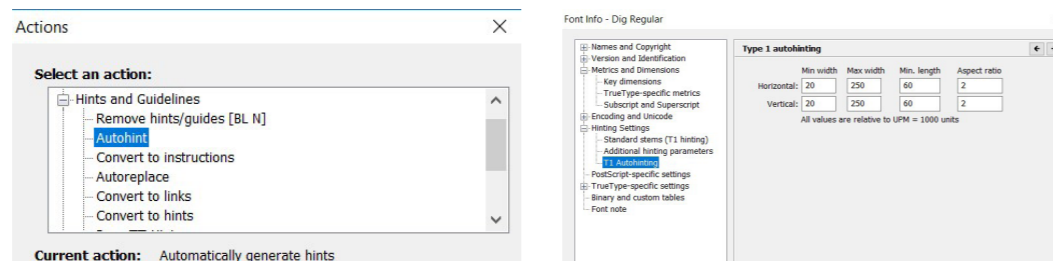 Actions
Select an action:
Hints and Guidelines
Remove hints/guides [BL N]
Autohint
Convert to instructions
Autoreplace
Convert to links
Convert to hints
Current action: Automatically generate hints
Font Info - Dig Regular
Names and Copyright
Version and Identification
Metrics and Dimensions
Key dimensions
TrueType-specific metrics
Subscript and Superscript
Encoding and Unicode
Hinting Settings
Standard stems (T1 hinting)
Additional hinting parameters
T1 Autohinting
PostScript-specific settings
TrueType-specific settings
Binary and custom tables
Font note
Type 1 autohinting
Min width Max width Min. length Aspect ratio
Horizontal: 20 250 60 2
Vertical: 20 250 60 2
All values are relative to UPM = 1000 units